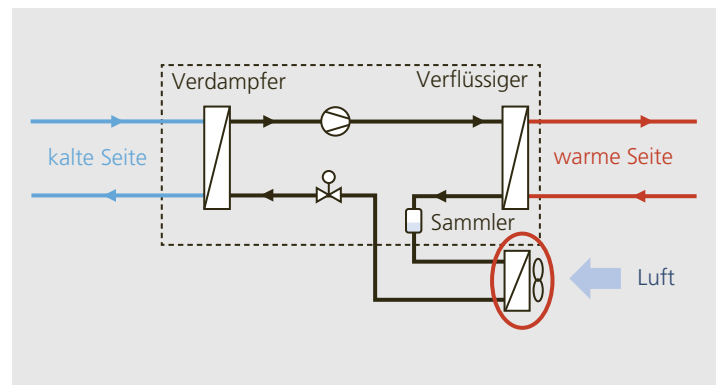 Verdampfer
Verflüssiger
kalte Seite
warme Seite
Sammler
Luft